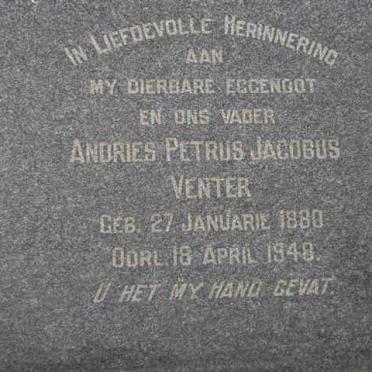 In Liefdevolle Herinnering
aan
my dierbare eggenoot
en ons vader
Andries Petrus Jacobus
Venter
Geb. 27 Januarie 1880
Oorl. 18 April 1948.
U het my hand gevat.